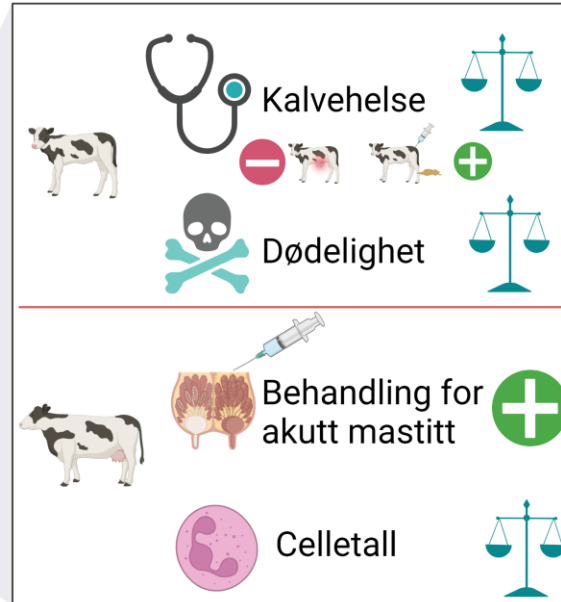 Kalvehelse
Dødelighet
Behandling for
akutt mastitt
Celletall